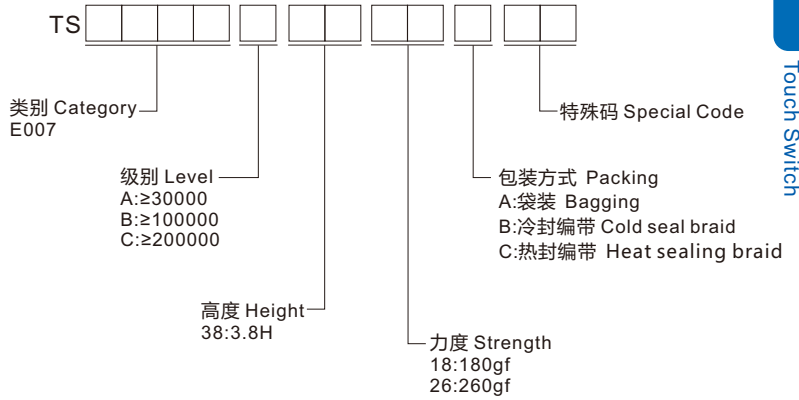 TS
类别 Category
E007
级别 Level
A:≥30000
B:≥100000
C:≥200000
高度 Height
38:3.8H
力度 Strength
18:180gf
26:260gf
包装方式 Packing
A:袋装 Bagging
B:冷封编带 Cold seal braid
C:热封编带 Heat sealing braid
特殊码 Special Code
Touch Switch